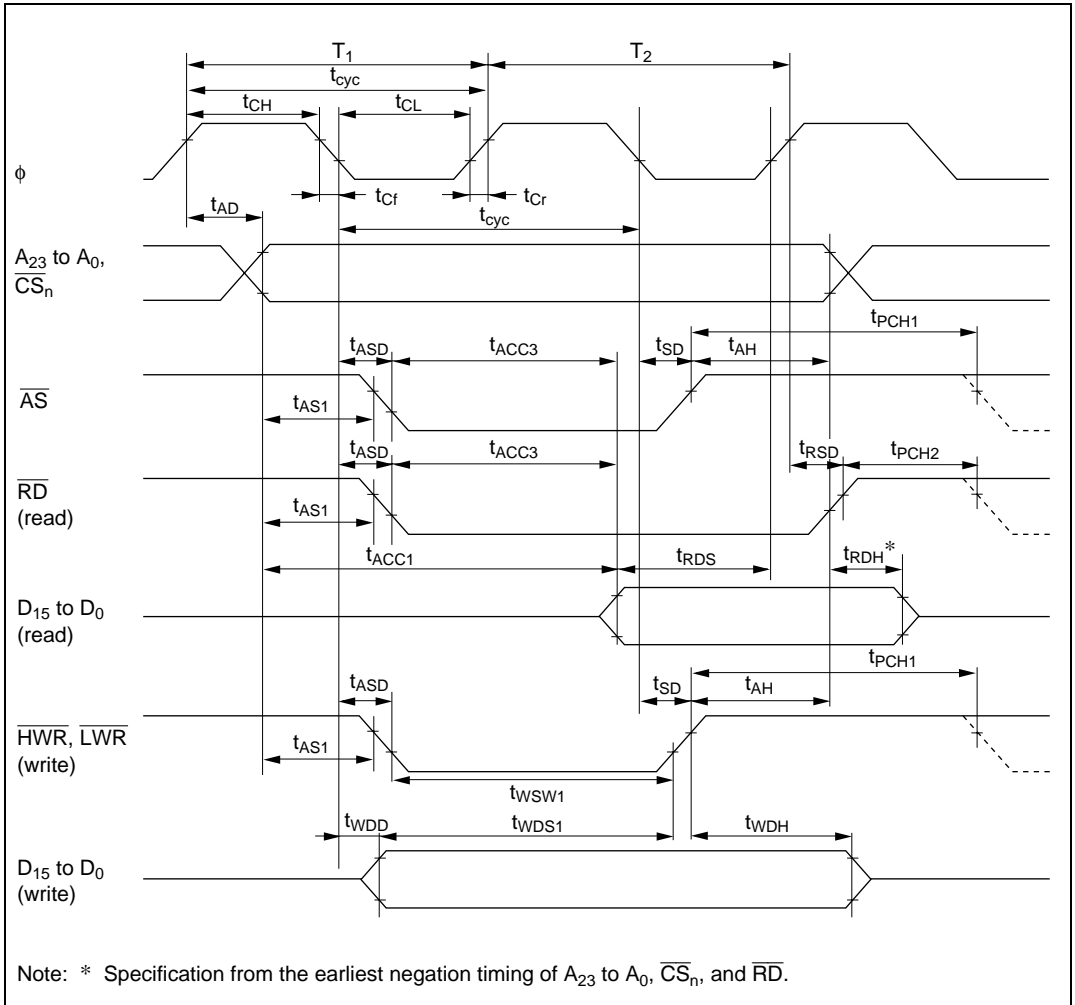 T1 T2
tcyc
tCH tCL
ϕ
tCf tCr
tAD tcyc
A23 to A0,
CSn
tPCH1
tASD tACC3 tSD tAH
AS
tAS1
tASD tACC3 tRSD tPCH2
RD
(read)
tAS1
tACC1 tRDS tRDH*
D15 to D0
(read)
tPCH1
tASD tSD tAH
HWR, LWR
(write)
tAS1
tWSW1
tWDD tWDS1 tWDH
D15 to D0
(write)
Note: * Specification from the earliest negation timing of A23 to A0, CSn, and RD.